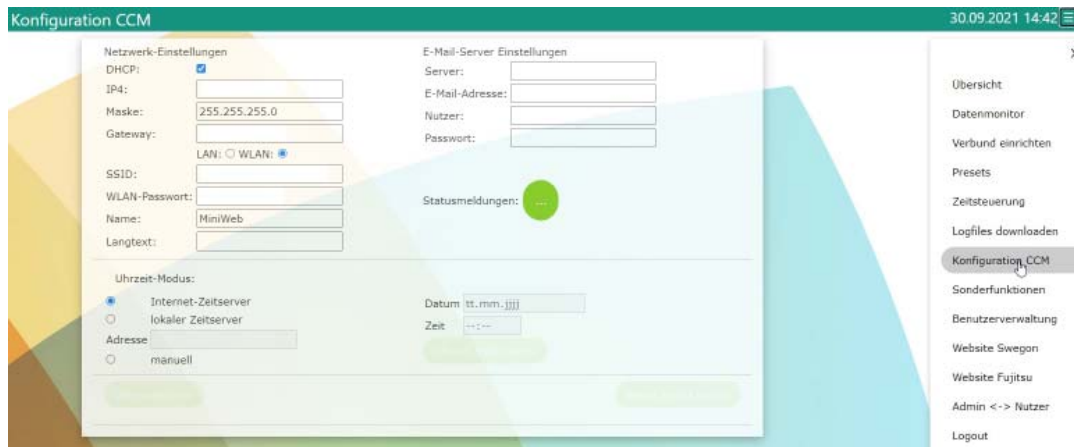 Konfiguration CCM
30.09.2021 14:42
Netzwerk-Einstellungen
DHCP:
IP4:
Maske: 255.255.255.0
Gateway:
LAN: WLAN:
SSID:
WLAN-Passwort:
Name: MiniWeb
Langtext:
E-Mail-Server Einstellungen
Server:
E-Mail-Adresse:
Nutzer:
Passwort:
Statusmeldungen: ...
Uhrzeit-Modus:
Internet-Zeitserver
lokaler Zeitserver
Adresse
manuell
Datum tt.mm.jjjj
Zeit --:--
Übersicht
Datenmonitor
Verbund einrichten
Presets
Zeitsteuerung
Logfiles downloaden
Konfiguration CCM
Sonderfunktionen
Benutzerverwaltung
Website Swegon
Website Fujitsu
Admin <-> Nutzer
Logout